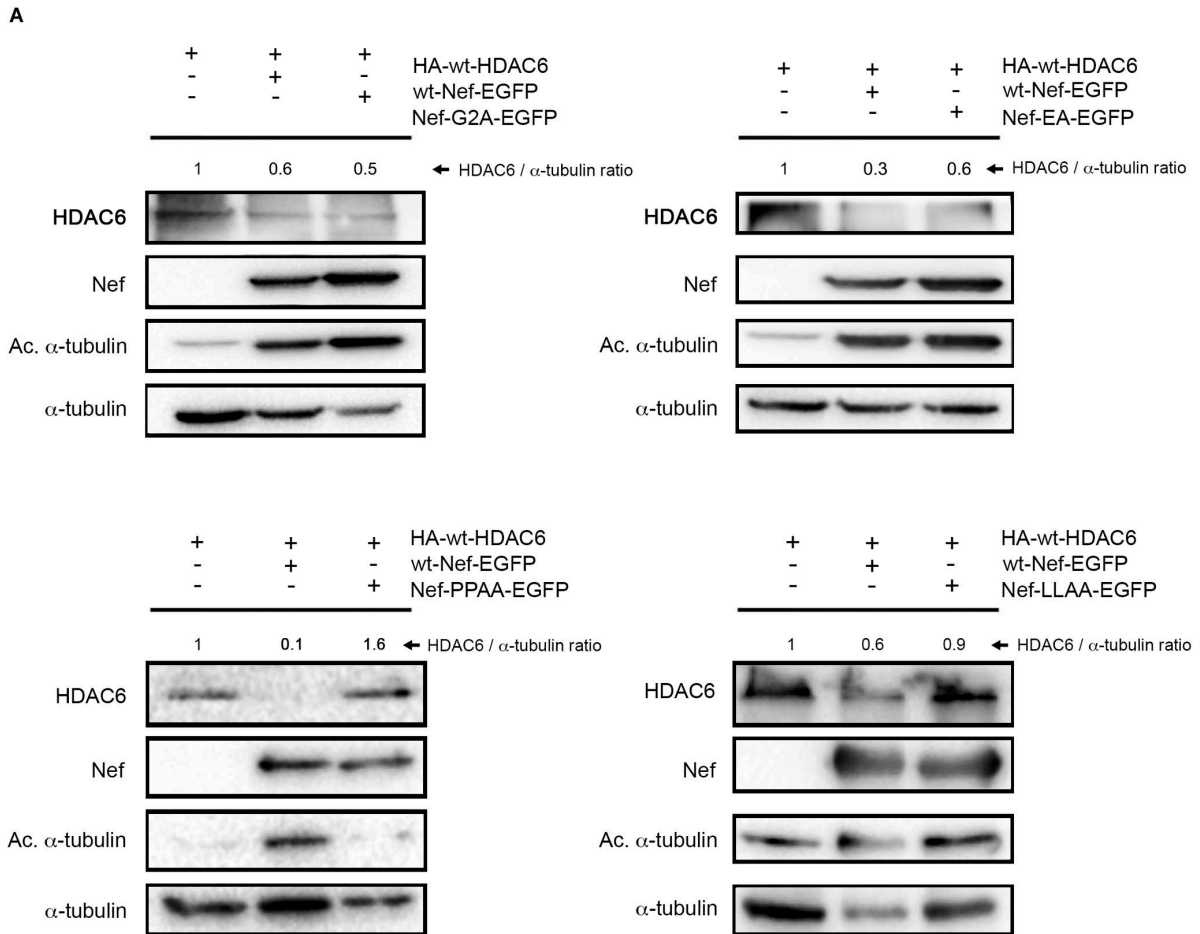 A
+ + + HA-wt-HDAC6
- + - wt-Nef-EGFP
- - + Nef-G2A-EGFP
1 0.6 0.5 ← HDAC6 / α-tubulin ratio
HDAC6
Nef
Ac. α-tubulin
α-tubulin
+ + + HA-wt-HDAC6
- + - wt-Nef-EGFP
- - + Nef-EA-EGFP
1 0.3 0.6 ← HDAC6 / α-tubulin ratio
HDAC6
Nef
Ac. α-tubulin
α-tubulin
+ + + HA-wt-HDAC6
- + - wt-Nef-EGFP
- - + Nef-PPAA-EGFP
1 0.1 1.6 ← HDAC6 / α-tubulin ratio
HDAC6
Nef
Ac. α-tubulin
α-tubulin
+ + + HA-wt-HDAC6
- + - wt-Nef-EGFP
- - + Nef-LLAA-EGFP
1 0.6 0.9 ← HDAC6 / α-tubulin ratio
HDAC6
Nef
Ac. α-tubulin
α-tubulin